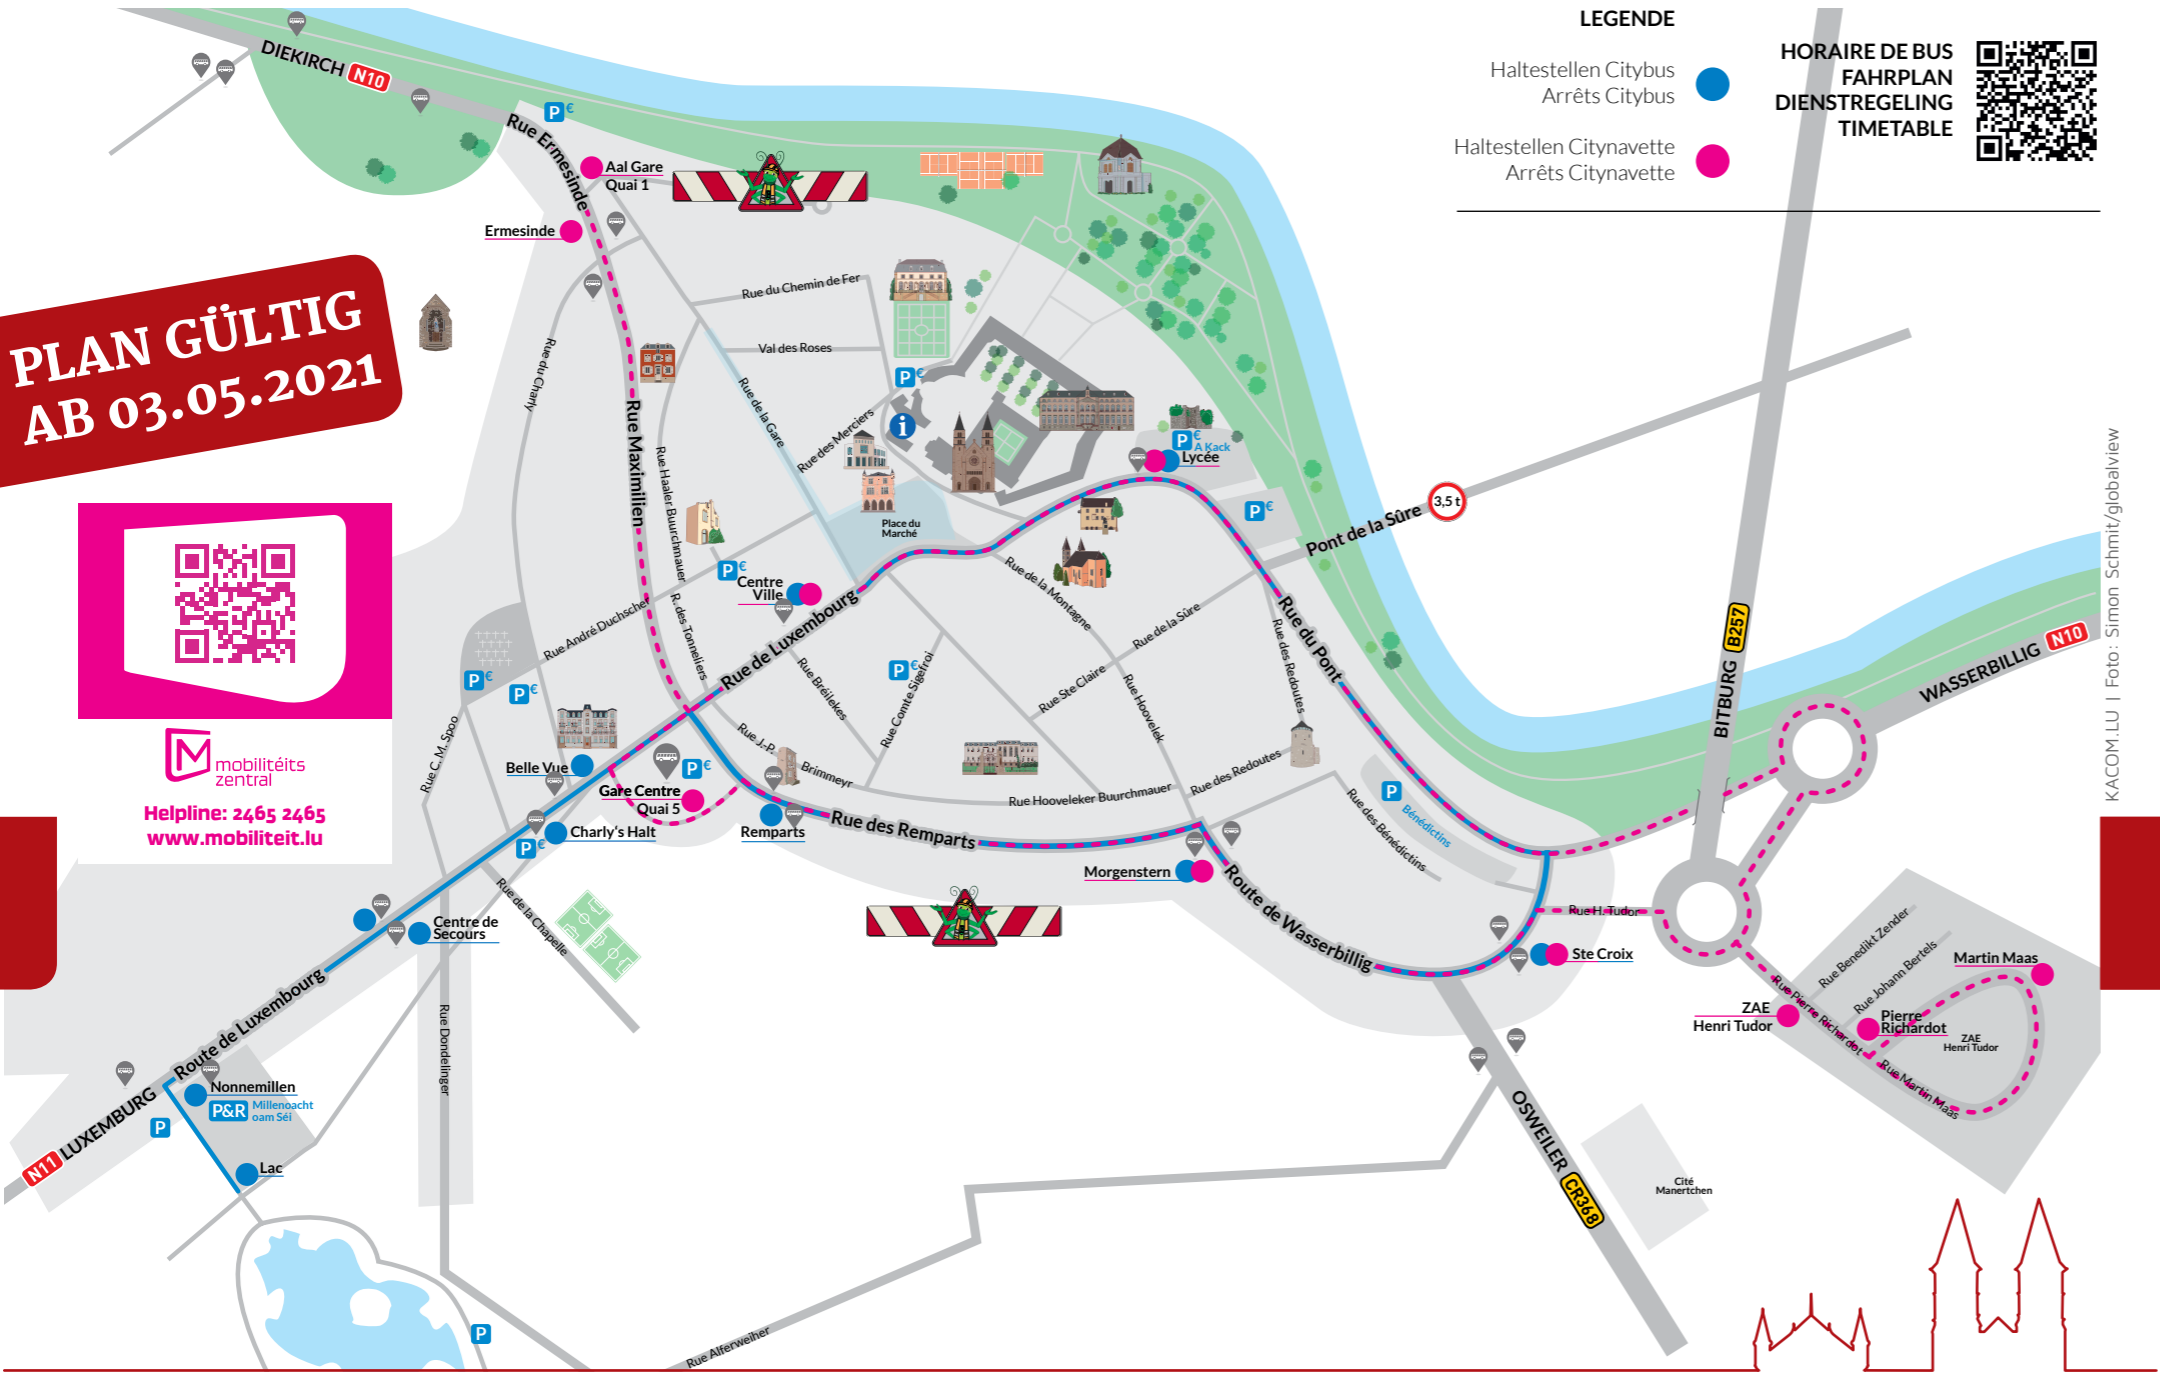 LEGENDE
Haltestellen Citybus
Arrêts Citybus
Haltestellen Citynavette
Arrêts Citynavette
HORAIRE DE BUS
FAHRPLAN
DIENSTREGELING
TIMETABLE
DIEKIRCH N10
P€
Rue Ermesinde
Aal Gare
Quai 1
Ermesinde
PLAN GÜLTIG
AB 03.05.2021
Rue du Chemin de Fer
Val des Roses
Rue du Charly
Rue de la Gare
Rue Maximilien
Rue Haaler Buurchmauer
Rue des Merciers
P€
i
P€
A Kack
Lycée
P€
Pont de la Sûre
3,5 t
Place du
Marché
P€
Centre
Ville
Rue de Luxembourg
Rue André Duchscher
R. des Tonneliers
Rue de la Montagne
Rue de la Sûre
Rue Ste Claire
Rue Hoovelek
Rue du Pont
Rue des Redoutes
Rue Bréilekes
Rue Comte Sigefroi
P€
P€
P€
Rue C. M. Spoo
Rue J.-P. Brimmeyr
Belle Vue
Gare Centre
Quai 5
P€
Charly's Halt
P€
Remparts
Rue des Remparts
Rue Hooveleker Buurchmauer
Rue des Redoutes
P
Bénédictins
Rue des Bénédictins
Morgenstern
Route de Wasserbillig
Rue H. Tudor
Ste Croix
BITBURG B257
WASSERBILLIG N10
KACOM.LU | Foto: Simon Schmit/globalview
mobilitéits
zentral
Helpline: 2465 2465
www.mobiliteit.lu
Centre de
Secours
Rue de la Chapelle
Rue Dondelinger
Route de Luxembourg
Nonnemillen
P&R Millenoacht
oam Séi
P
N11 LUXEMBURG
Lac
P
Rue Alferweiher
OSWEILER CR368
Cité
Manertchen
Rue Benedikt Zender
Rue Johann Bertels
Martin Maas
ZAE
Henri Tudor
Rue Pierre Richardot
Pierre
Richardot
ZAE
Henri Tudor
Rue Martin Maas